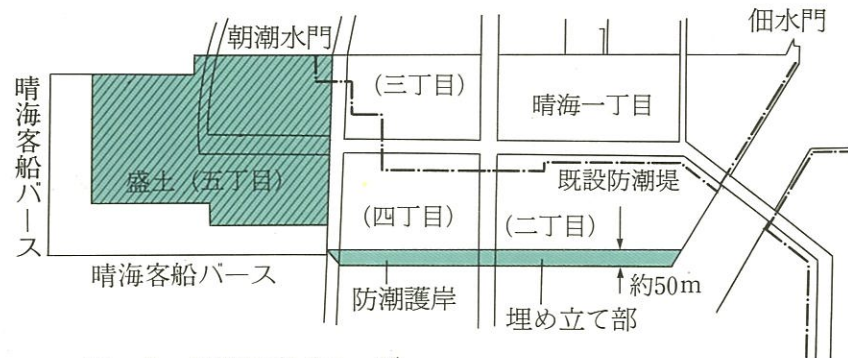 佃水門
朝潮水門
(三丁目)
晴海一丁目
晴海客船バース
盛土(五丁目)
既設防潮堤
(四丁目)
(二丁目)
晴海客船バース
防潮護岸
約50m
埋め立て部